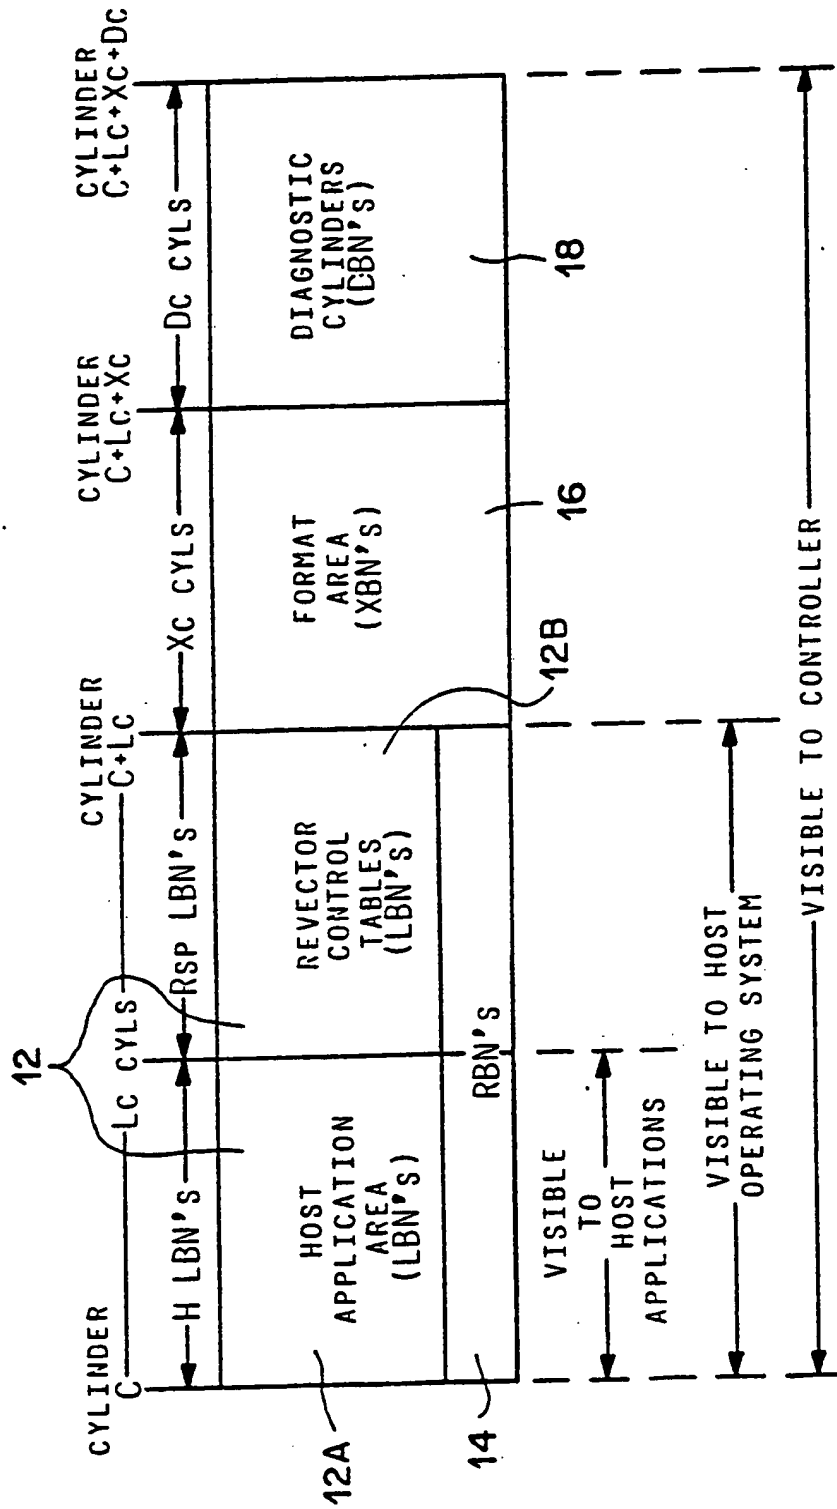 12
CYLINDER
C
LC CYLS
CYLINDER
C+LC
CYLINDER
C+LC+XC
CYLINDER
C+LC+XC+DC
H LBN'S
RSP LBN'S
XC CYLS
DC CYLS
HOST
APPLICATION
AREA
(LBN'S)
REVECTOR
CONTROL
TABLES
(LBN'S)
FORMAT
AREA
(XBN'S)
DIAGNOSTIC
CYLINDERS
(DBN'S)
RBN'S
12A
14
12B
16
18
VISIBLE
TO
HOST
APPLICATIONS
VISIBLE TO HOST
OPERATING SYSTEM
VISIBLE TO CONTROLLER